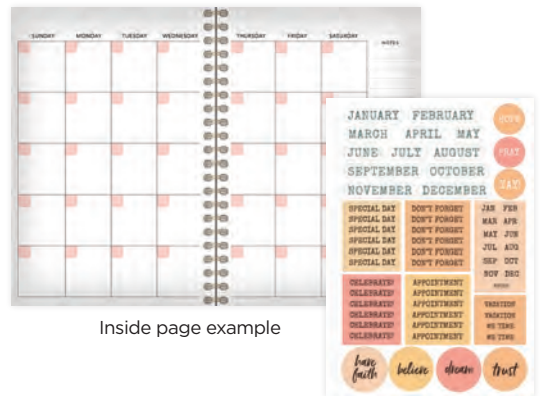 SUNDAY MONDAY TUESDAY WEDNESDAY THURSDAY FRIDAY SATURDAY
NOTES
Inside page example
JANUARY FEBRUARY
MARCH APRIL MAY
JUNE JULY AUGUST
SEPTEMBER OCTOBER
NOVEMBER DECEMBER
HOPE
PRAY
SPECIAL DAY
SPECIAL DAY
SPECIAL DAY
SPECIAL DAY
SPECIAL DAY
SPECIAL DAY
DON'T FORGET
DON'T FORGET
DON'T FORGET
DON'T FORGET
DON'T FORGET
DON'T FORGET
JAN FEB
MAR APR
MAY JUN
JUL AUG
SEP OCT
NOV DEC
CELEBRATE!
CELEBRATE!
CELEBRATE!
CELEBRATE!
CELEBRATE!
CELEBRATE!
APPOINTMENT
APPOINTMENT
APPOINTMENT
APPOINTMENT
APPOINTMENT
APPOINTMENT
VACATION
VACATION
ME TIME
ME TIME
have
faith
believe
dream
trust